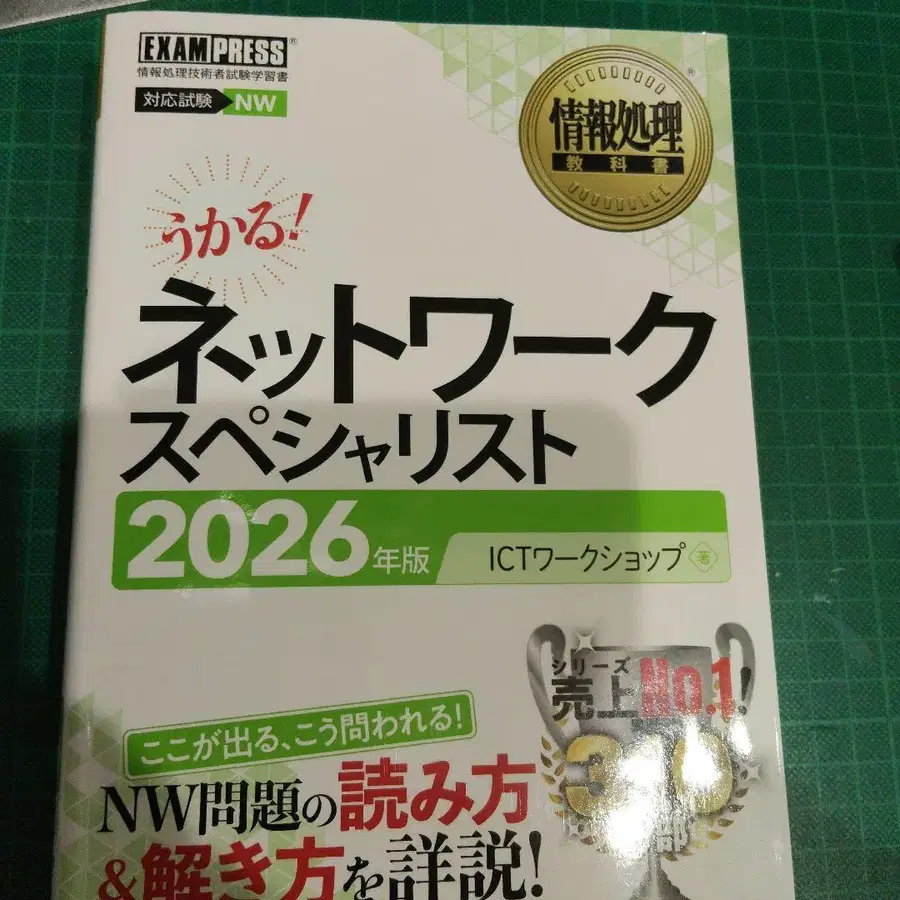 EXAMPRESS®
情報処理技術者試験学習書
対応試験 NW
情報処理®
教科書
うかる!
ネットワーク
スペシャリスト
2026年版
ICTワークショップ 著
シリーズ
売上No.1!
部
ここが出る、こう問われる!
NW問題の読み方
&解き方を詳説!